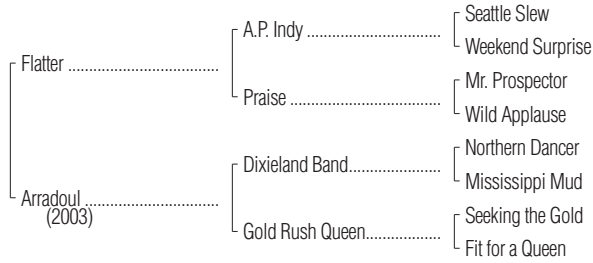 Seattle Slew
A.P. Indy ..............................
Weekend Surprise
Flatter ..................................
Mr. Prospector
Praise ..................................
Wild Applause
Northern Dancer
Dixieland Band.....................
Mississippi Mud
Arradoul ..............................
(2003)
Seeking the Gold
Gold Rush Queen.................
Fit for a Queen